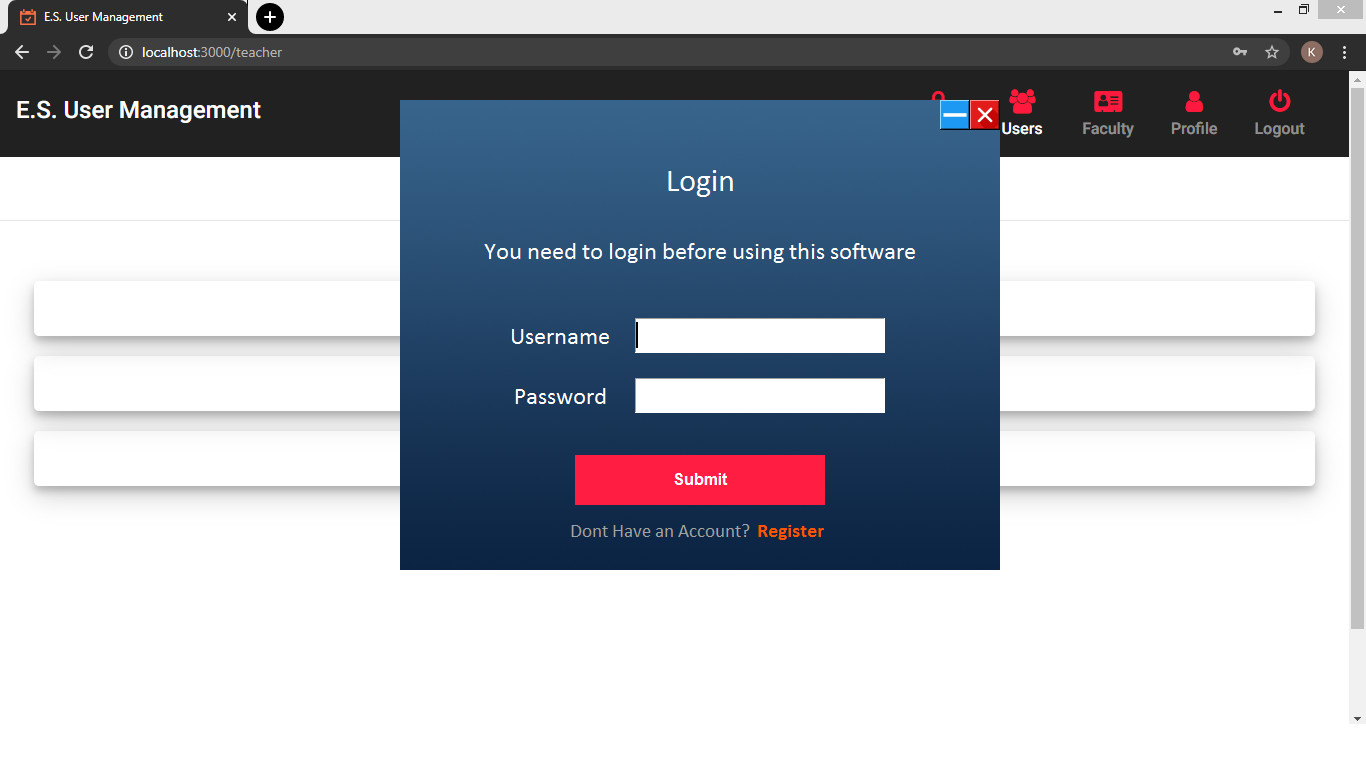 E.S. User Management
localhost:3000/teacher
K
E.S. User Management
Users
Faculty
Profile
Logout
Login
You need to login before using this software
Username
Password
Submit
Dont Have an Account? Register